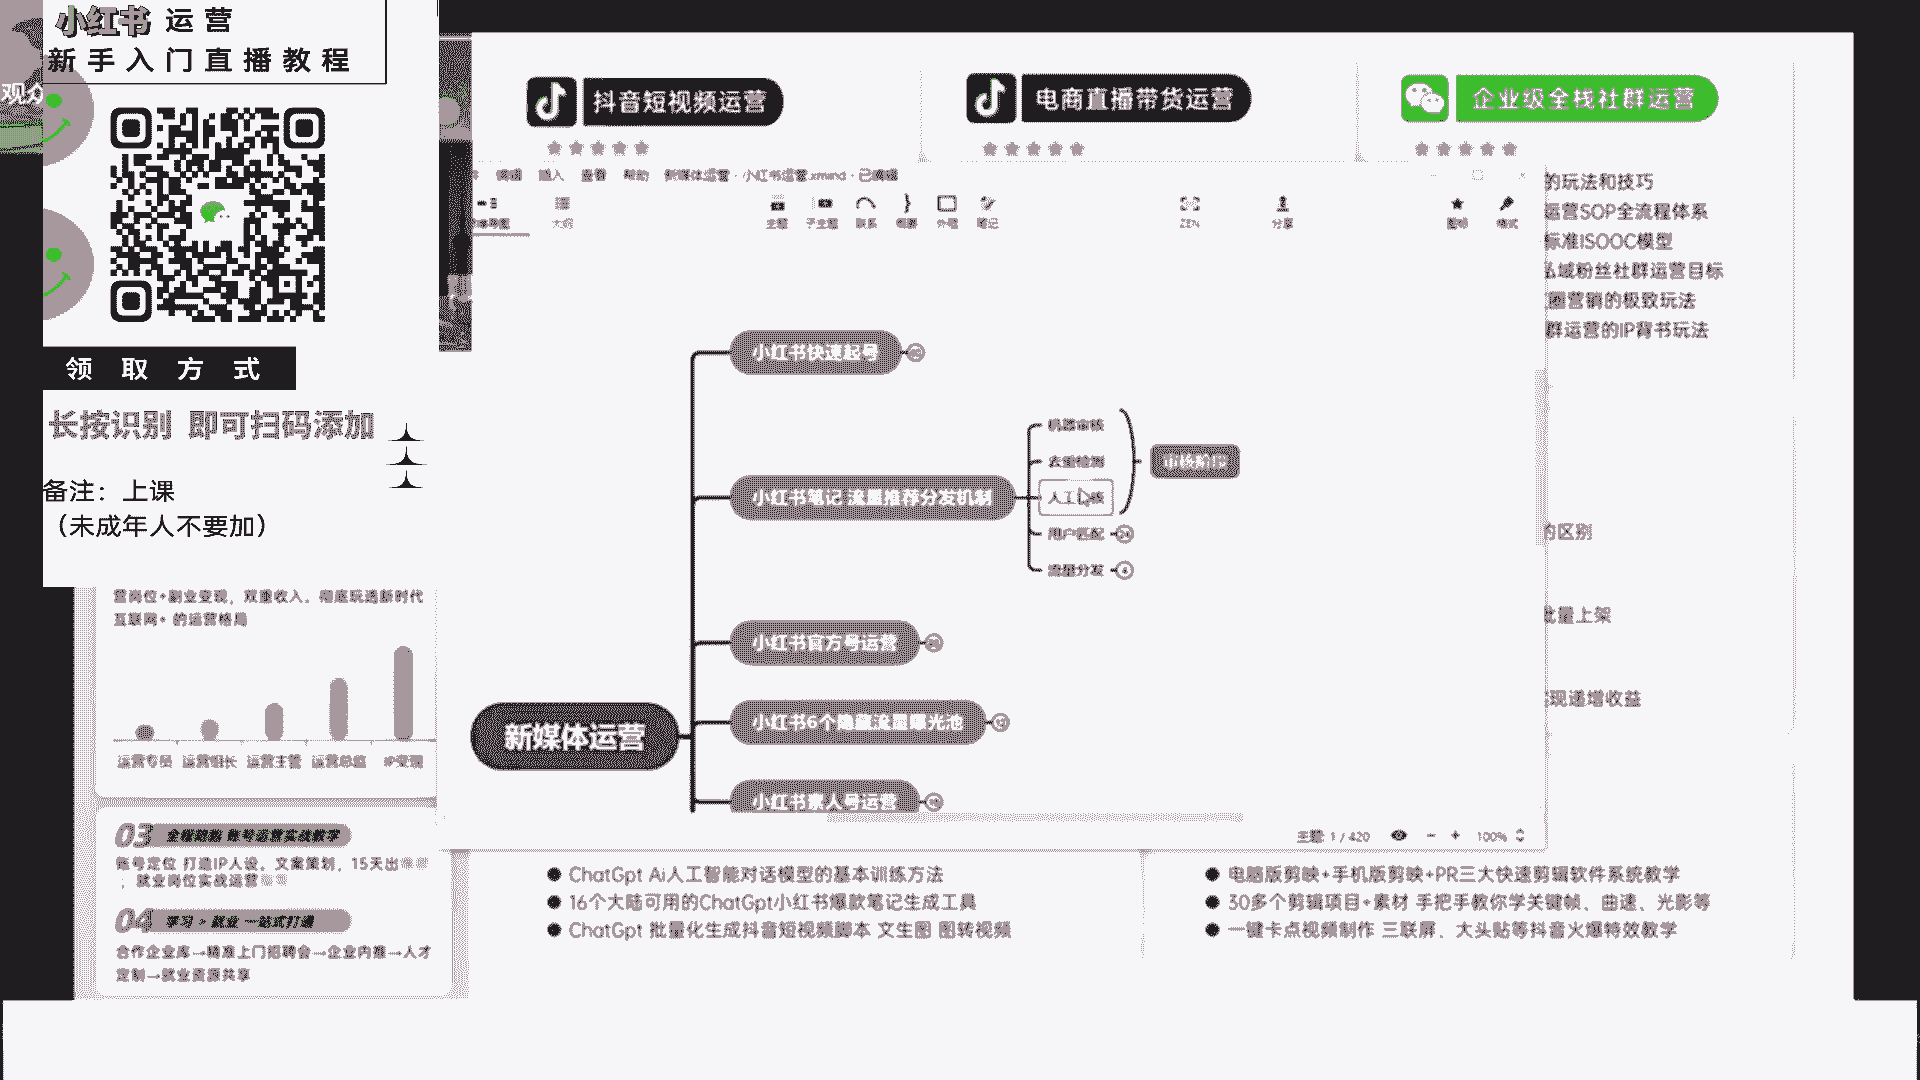 小红书 运营
新手入门直播教程
观众
领取方式
长按识别 即可扫码添加
备注：上课
（未成年人不要加）
营岗位+副业变现，双重收入，彻底玩透新时代
互联网+ 的运营格局
运营专员 运营组长 运营主管 运营总监 IP变现
03 全程跑通 账号运营实战教学
账号定位 打造IP人设，文案策划，15天出
，就业岗位实战运营
04 学习>就业 一站式打通
合作企业库→精准上门招聘会→企业内推→人才
定制→就业资源共享
抖音短视频运营
电商直播带货运营
企业级全栈社群运营
编辑 插入 查看 帮助 新媒体运营 · 小红书运营.xmind · 已编辑
大纲 主题 子主题 联系 概要 外框 笔记 ZEN 分享 图标 格式
的玩法和技巧
运营SOP全流程体系
标准ISOOC模型
私域粉丝社群运营目标
圈营销的极致玩法
群运营的IP背书玩法
的区别
批量上架
实现递增收益
小红书快速起号
小红书笔记 流量推荐分发机制
机器审核
去重检测
人工审核
用户匹配
流量分发
审核阶段
小红书官方号运营
小红书6个隐藏流量曝光池
新媒体运营
小红书素人号运营
主题: 1 / 420
100%
ChatGpt Ai人工智能对话模型的基本训练方法
16个大陆可用的ChatGpt小红书爆款笔记生成工具
ChatGpt 批量化生成抖音短视频脚本 文生图 图转视频
电脑版剪映+手机版剪映+PR三大快速剪辑软件系统教学
30多个剪辑项目+素材 手把手教你学关键帧、曲速、光影等
一键卡点视频制作 三联屏、大头贴等抖音火爆特效教学